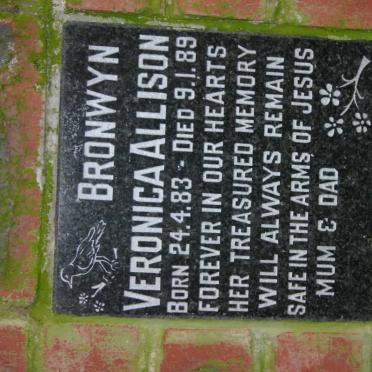 BRONWYN
VERONICA ALLISON
BORN 24.4.83 - DIED 9.1.89
FOREVER IN OUR HEARTS
HER TREASURED MEMORY
WILL ALWAYS REMAIN
SAFE IN THE ARMS OF JESUS
MUM & DAD